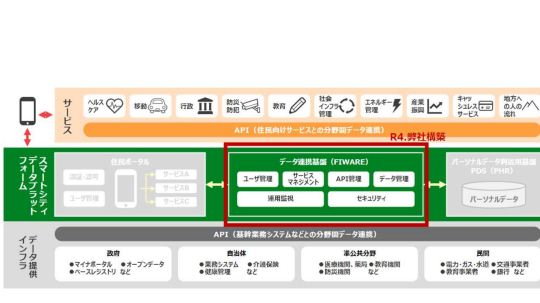 サービス
ヘルス
ケア
移動
行政
防災
防犯
教育
社会
インフラ
管理
エネルギー
管理
産業
振興
キャッ
シュレス
サービス
地方へ
の人の
流れ
API(住民向けサービスとの分野間データ連携)
R4.弊社構築
スマートシティ
データプラット
フォーム
住民ポータル
認証・認可
ユーザ管理
サービスA
サービスB
サービスC
データ連携基盤(FIWARE)
ユーザ管理
サービス
マネジメント
API管理
データ管理
運用監視
セキュリティ
パーソナルデータ利活用基盤
PDS(PHR)
パーソナルデータ
データ提供
インフラ
API(基幹業務システムなどとの分野間データ連携)
政府
●マイナポータル ●オープンデータ
●ベースレジストリ など
自治体
●業務システム ●介護保険
●健康管理 など
準公共分野
●医療機関、薬局 ●教育機関
●防災機関 など
民間
●電力・ガス・水道 ●交通事業者
●教育事業者 ●銀行 など